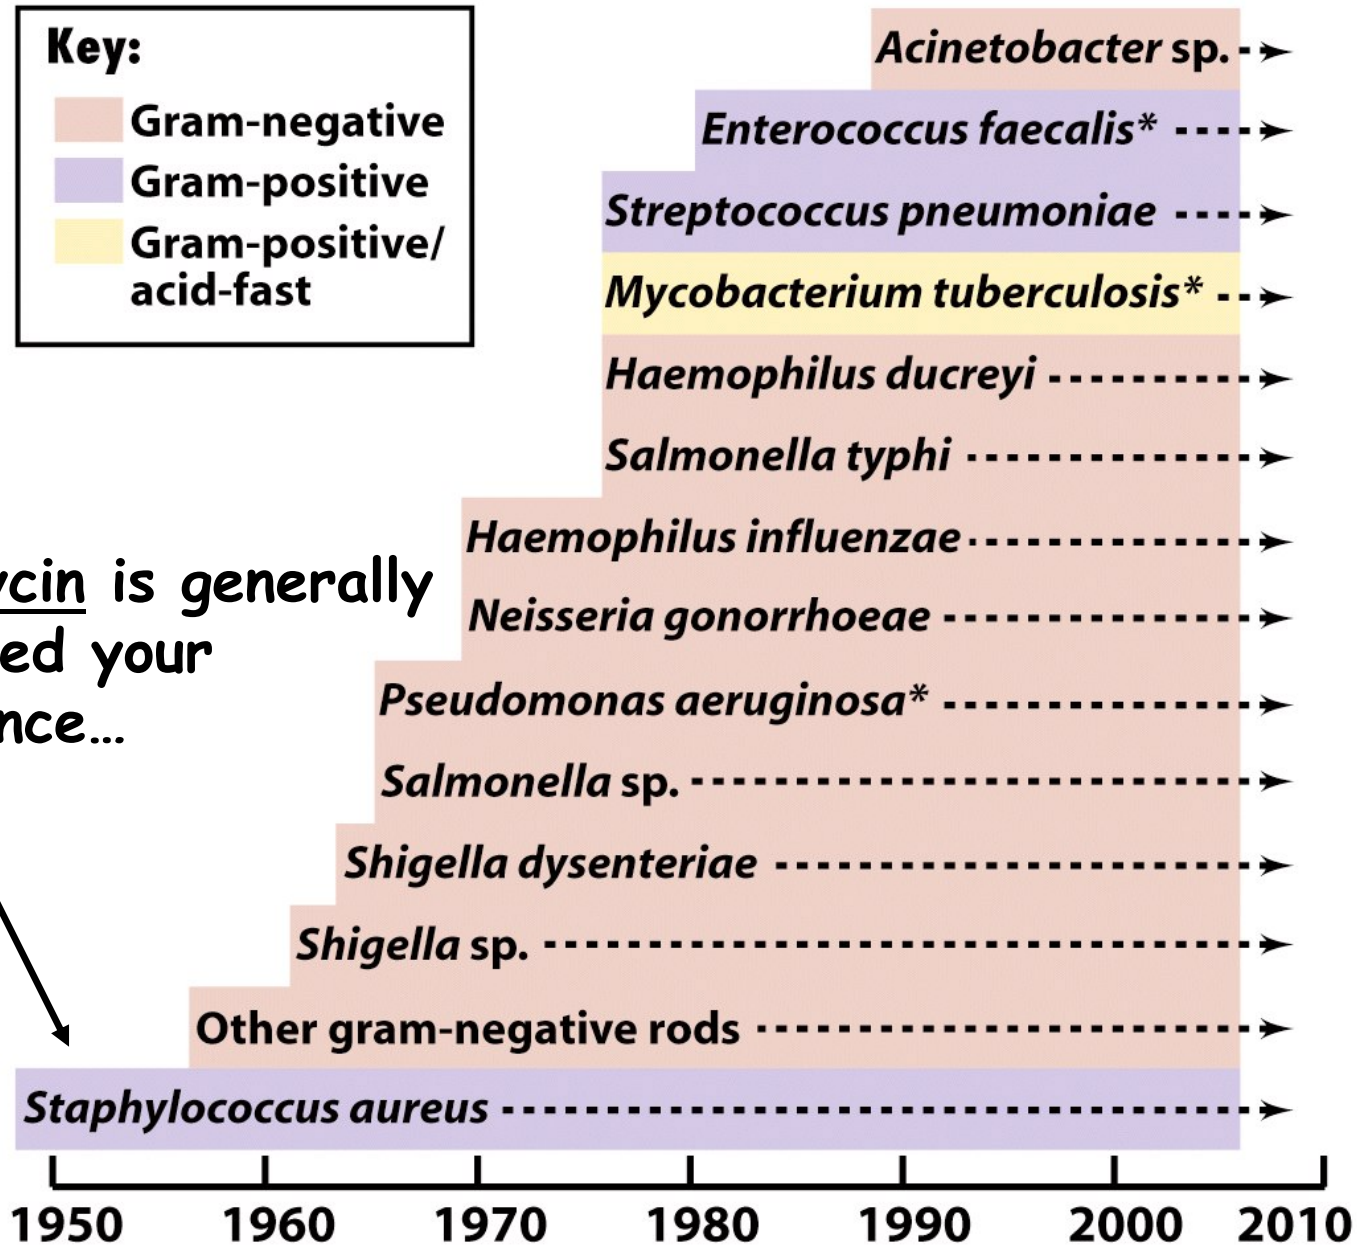 Key:
Gram-negative
Gram-positive
Gram-positive/
acid-fast
Acinetobacter sp.
Enterococcus faecalis*
Streptococcus pneumoniae
Mycobacterium tuberculosis*
Haemophilus ducreyi
Salmonella typhi
Haemophilus influenzae
is generally
Neisseria gonorrhoeae
your
Pseudomonas aeruginosa*
Salmonella sp.
Shigella dysenteriae
Shigella sp.
Other gram-negative rods
Staphylococcus aureus
1950 1960 1970 1980 1990 2000 2010